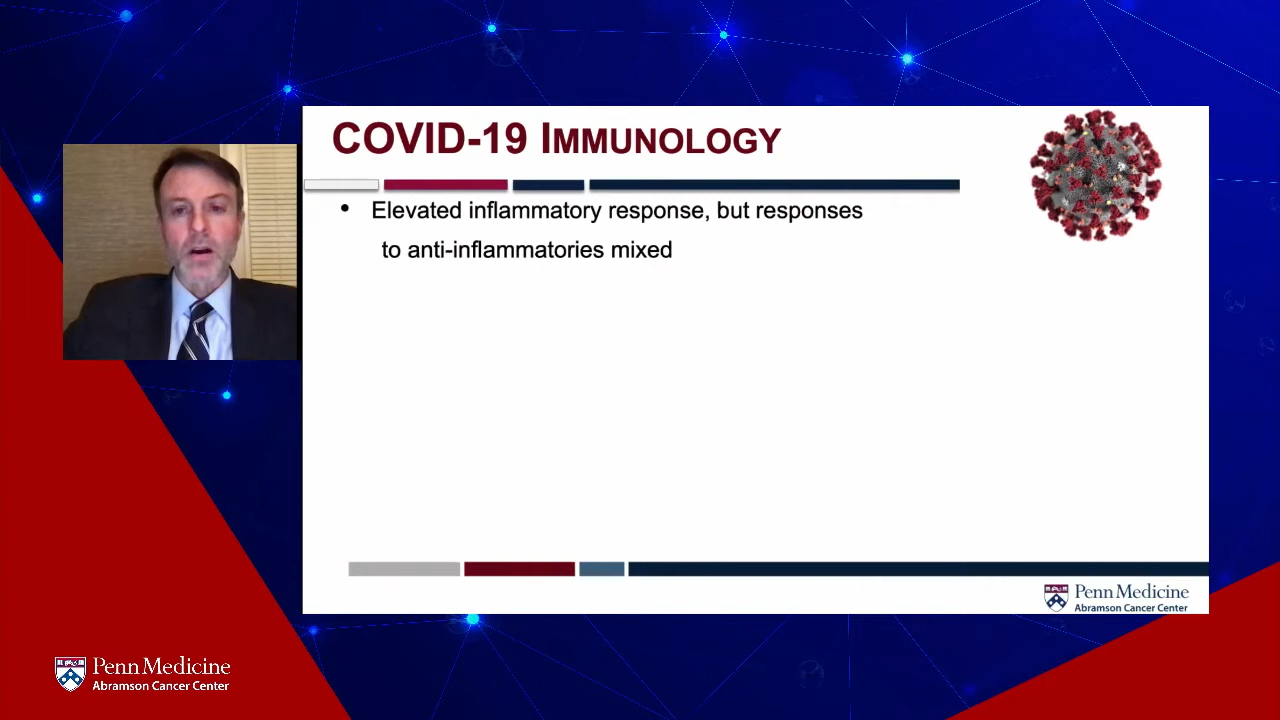 COVID-19 IMMUNOLOGY
• Elevated inflammatory response, but responses
to anti-inflammatories mixed
Penn Medicine
Abramson Cancer Center
Penn Medicine
Abramson Cancer Center